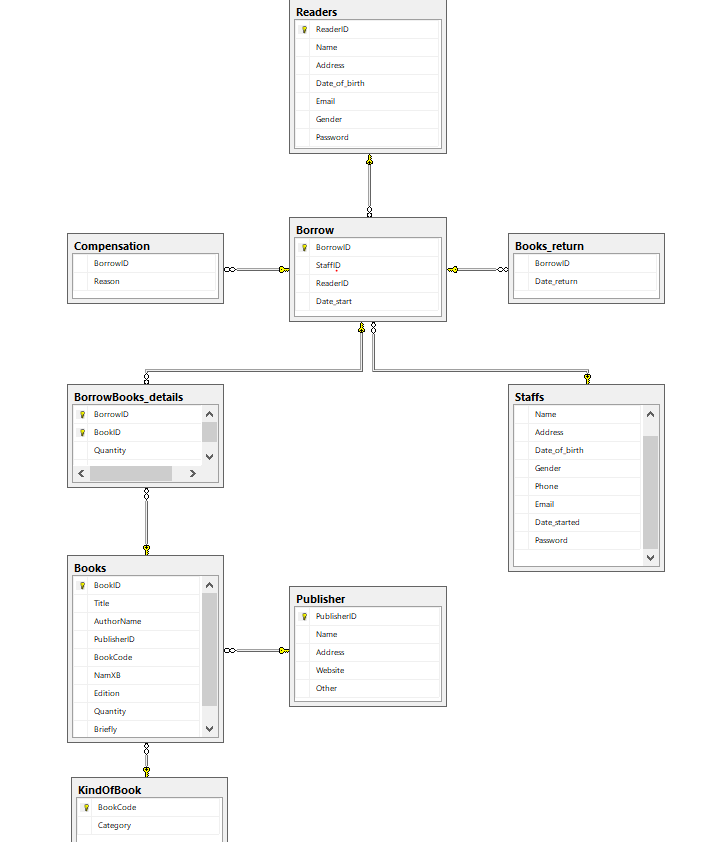 Readers
ReaderID
Name
Address
Date_of_birth
Email
Gender
Password
Borrow
BorrowID
StaffID
ReaderID
Date_start
Compensation
BorrowID
Reason
Books_return
BorrowID
Date_return
BorrowBooks_details
BorrowID
BookID
Quantity
Staffs
Name
Address
Date_of_birth
Gender
Phone
Email
Date_started
Password
Books
BookID
Title
AuthorName
PublisherID
BookCode
NamXB
Edition
Quantity
Briefly
Publisher
PublisherID
Name
Address
Website
Other
KindOfBook
BookCode
Category